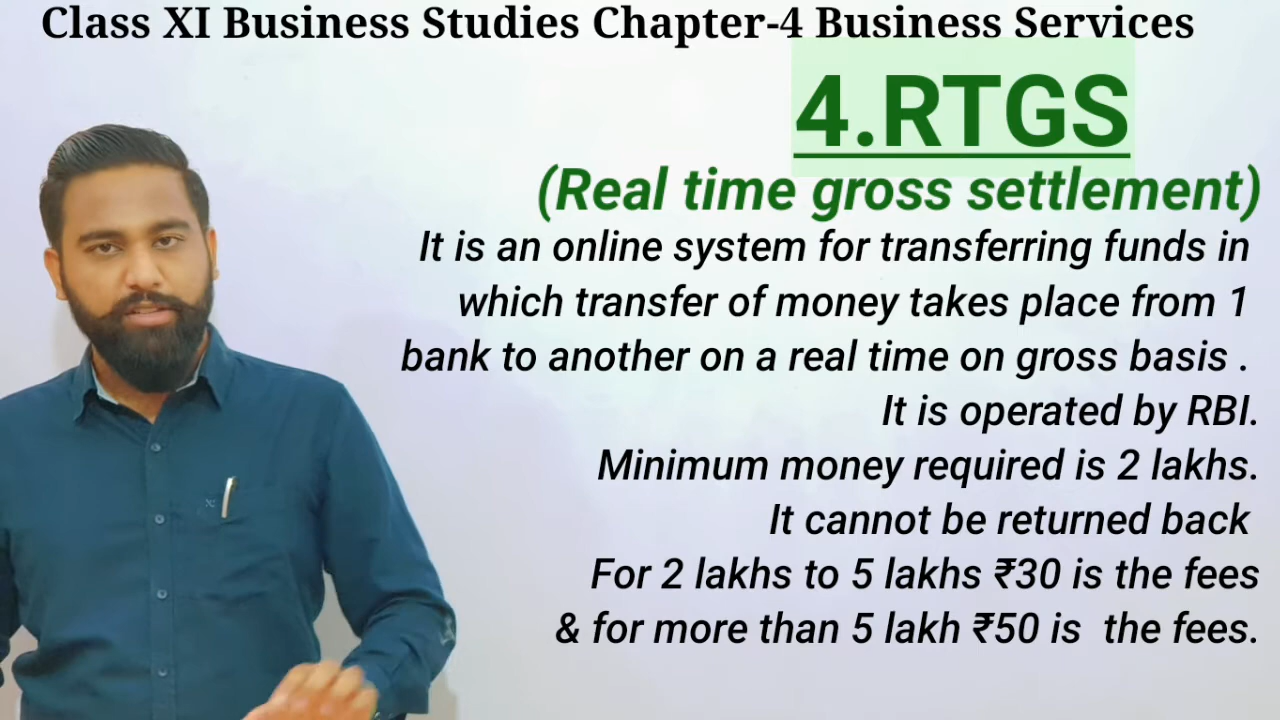 Class XI Business Studies Chapter-4 Business Services
4.RTGS
(Real time gross settlement)
It is an online system for transferring funds in
which transfer of money takes place from 1
bank to another on a real time on gross basis .
It is operated by RBI.
Minimum money required is 2 lakhs.
It cannot be returned back
For 2 lakhs to 5 lakhs ₹30 is the fees
& for more than 5 lakh ₹50 is  the fees.